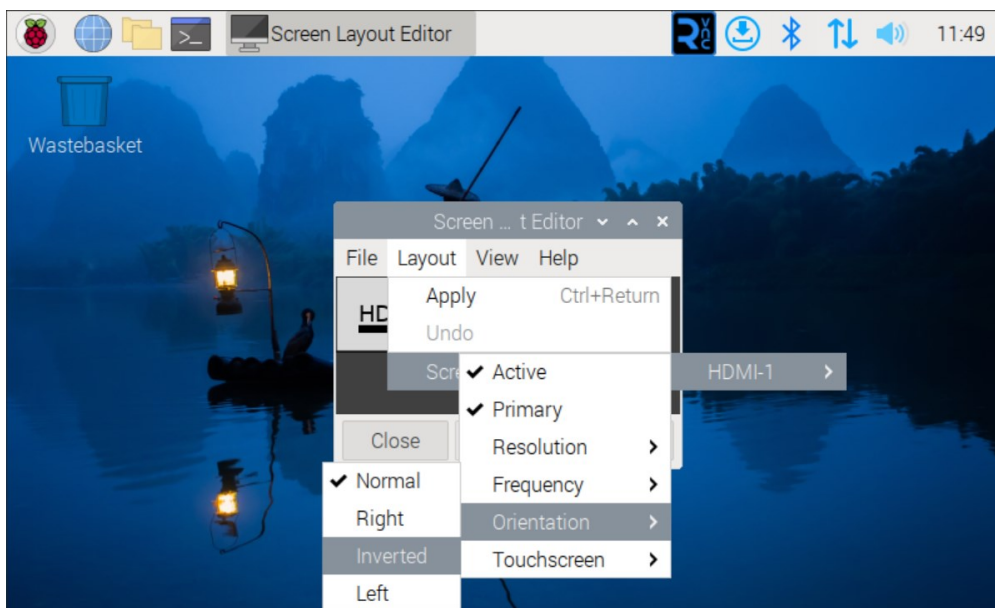 Screen Layout Editor
VNC
11:49
Wastebasket
Screen ... t Editor
File Layout View Help
Apply Ctrl+Return
HD
Undo
Scre
Active
HDMI-1
Primary
Close
Resolution
Normal
Frequency
Right
Orientation
Inverted
Touchscreen
Left